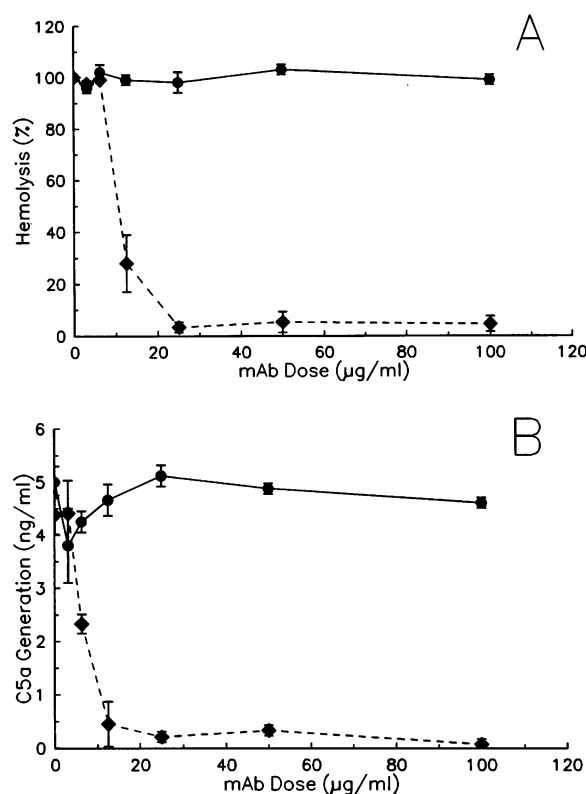 A
Hemolysis (%)
120
100
80
60
40
20
0
0 20 40 60 80 100 120
mAb Dose (μg/ml)
B
C5a Generation (ng/ml)
6
5
4
3
2
1
0
0 20 40 60 80 100 120
mAb Dose (μg/ml)